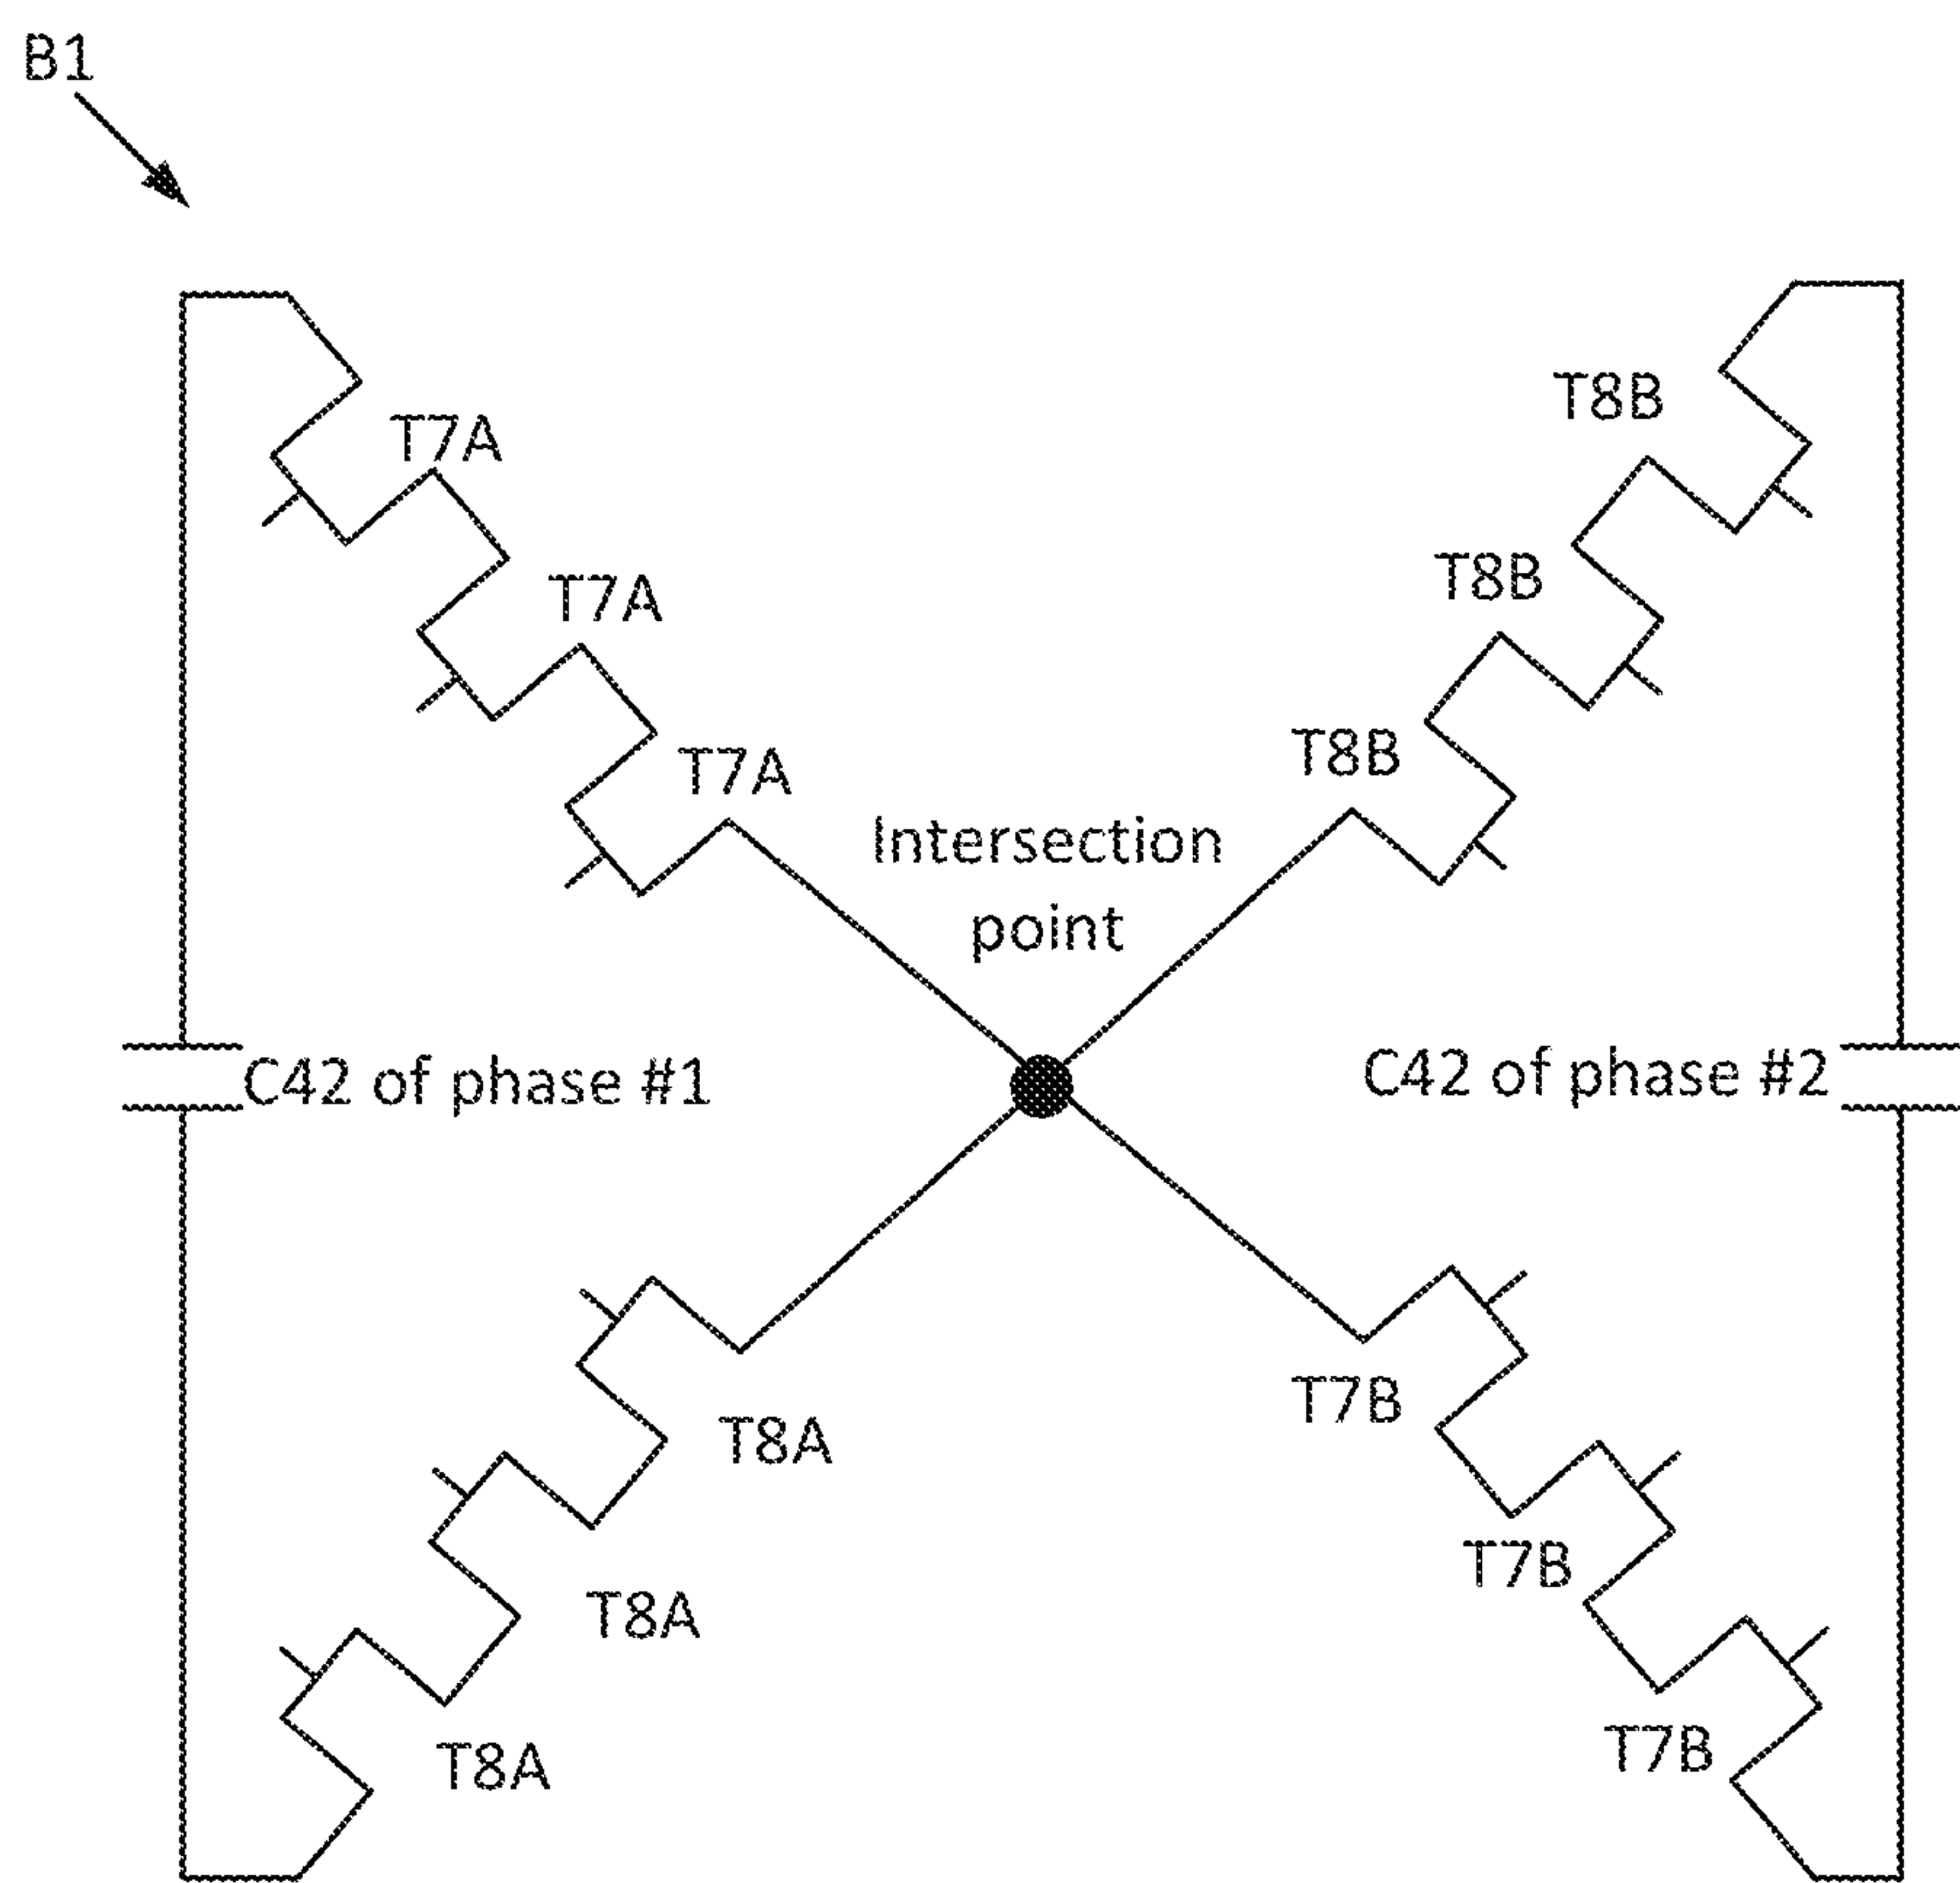 B1
T8B
T7A
T8B
T7A
T8B
T7A
Intersection
point
C42 of phase #1
C42 of phase #2
T7B
T8A
T7B
T8A
T7B
T8A